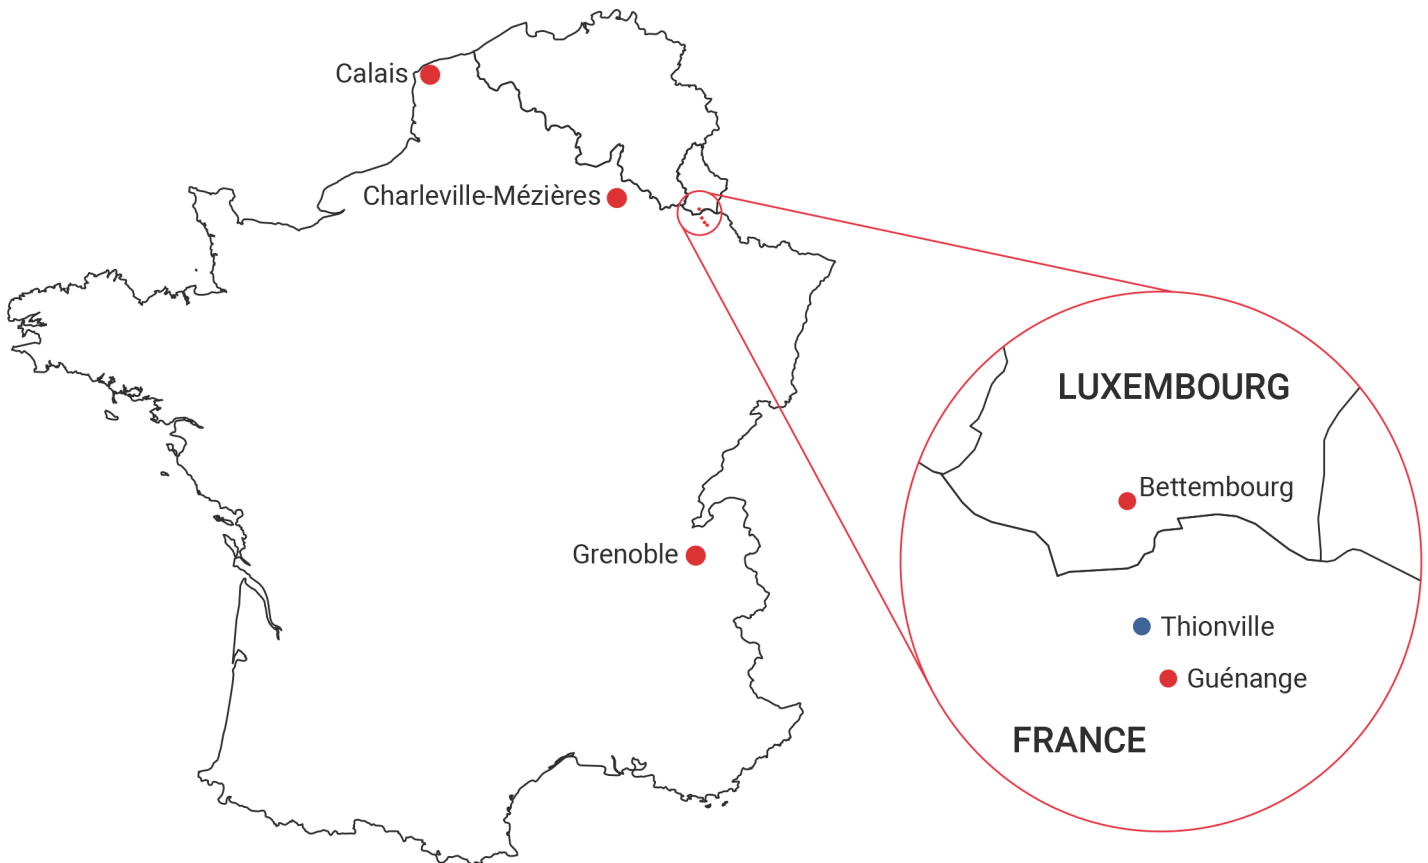 Calais
Charleville-Mézières
Grenoble
LUXEMBOURG
Bettembourg
Thionville
Guénange
FRANCE